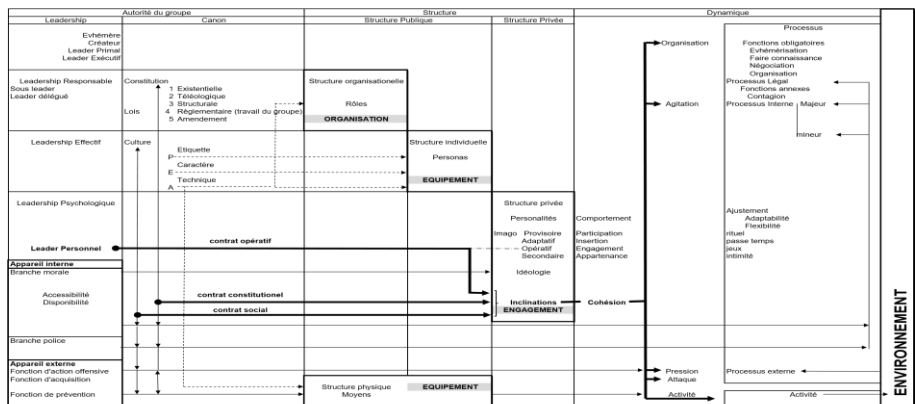 Autorité du groupe
Structure
Dynamique
Leadership
Canon
Structure Publique
Structure Privée
Evhémère
Créateur
Leader Primal
Leader Exécutif
Processus
Organisation
Fonctions obligatoires
Evhémérisation
Faire connaissance
Négociation
Organisation
Processus Légal
Fonctions annexes
Contagion
Leadership Responsable
Sous leader
Leader délégué
Constitution
1 Existentielle
2 Téléologique
3 Structurale
Lois
4 Règlementaire (travail du groupe)
5 Amendement
Structure organisationelle
Rôles
ORGANISATION
Agitation
Processus Interne
Majeur
mineur
Leadership Effectif
Culture
Etiquette
P
Caractère
E
Technique
A
Structure individuelle
Personas
EQUIPEMENT
Leadership Psychologique
Structure privée
Personalités
Comportement
Imago
Provisoire
Participation
Adaptatif
Insertion
Opératif
Engagement
Secondaire
Appartenance
Ajustement
Adaptabilité
Flexibilité
rituel
passe temps
jeux
intimité
Leader Personnel
contrat opératif
Appareil interne
Branche morale
Idéologie
Accessibilité
Disponibilité
contrat constitutionel
Inclinations
Cohésion
contrat social
ENGAGEMENT
Branche police
Appareil externe
Fonction d'action offensive
Fonction d'acquisition
Fonction de prévention
Structure physique
Moyens
EQUIPEMENT
Pression
Attaque
Activité
Processus externe
Activité
ENVIRONNEMENT